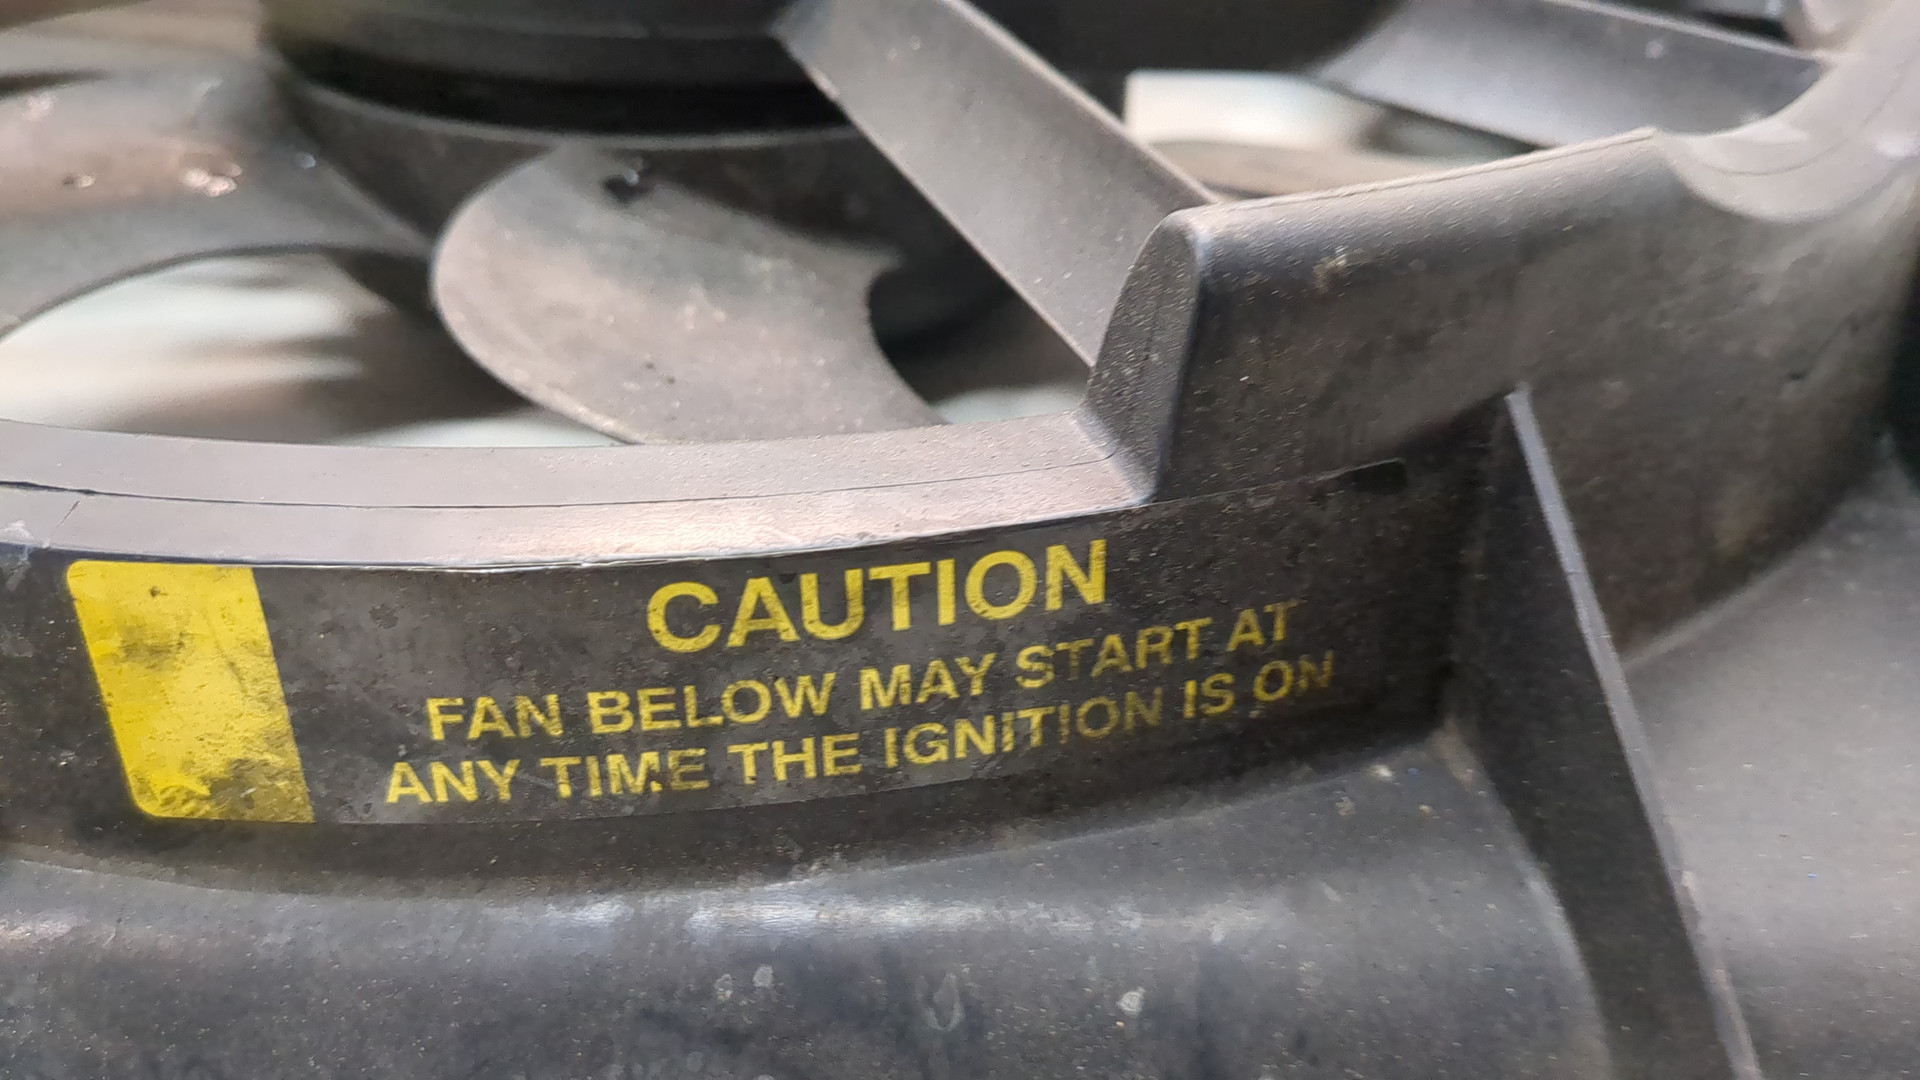 CAUTION
FAN BELOW MAY START AT
ANY TIME THE IGNITION IS ON